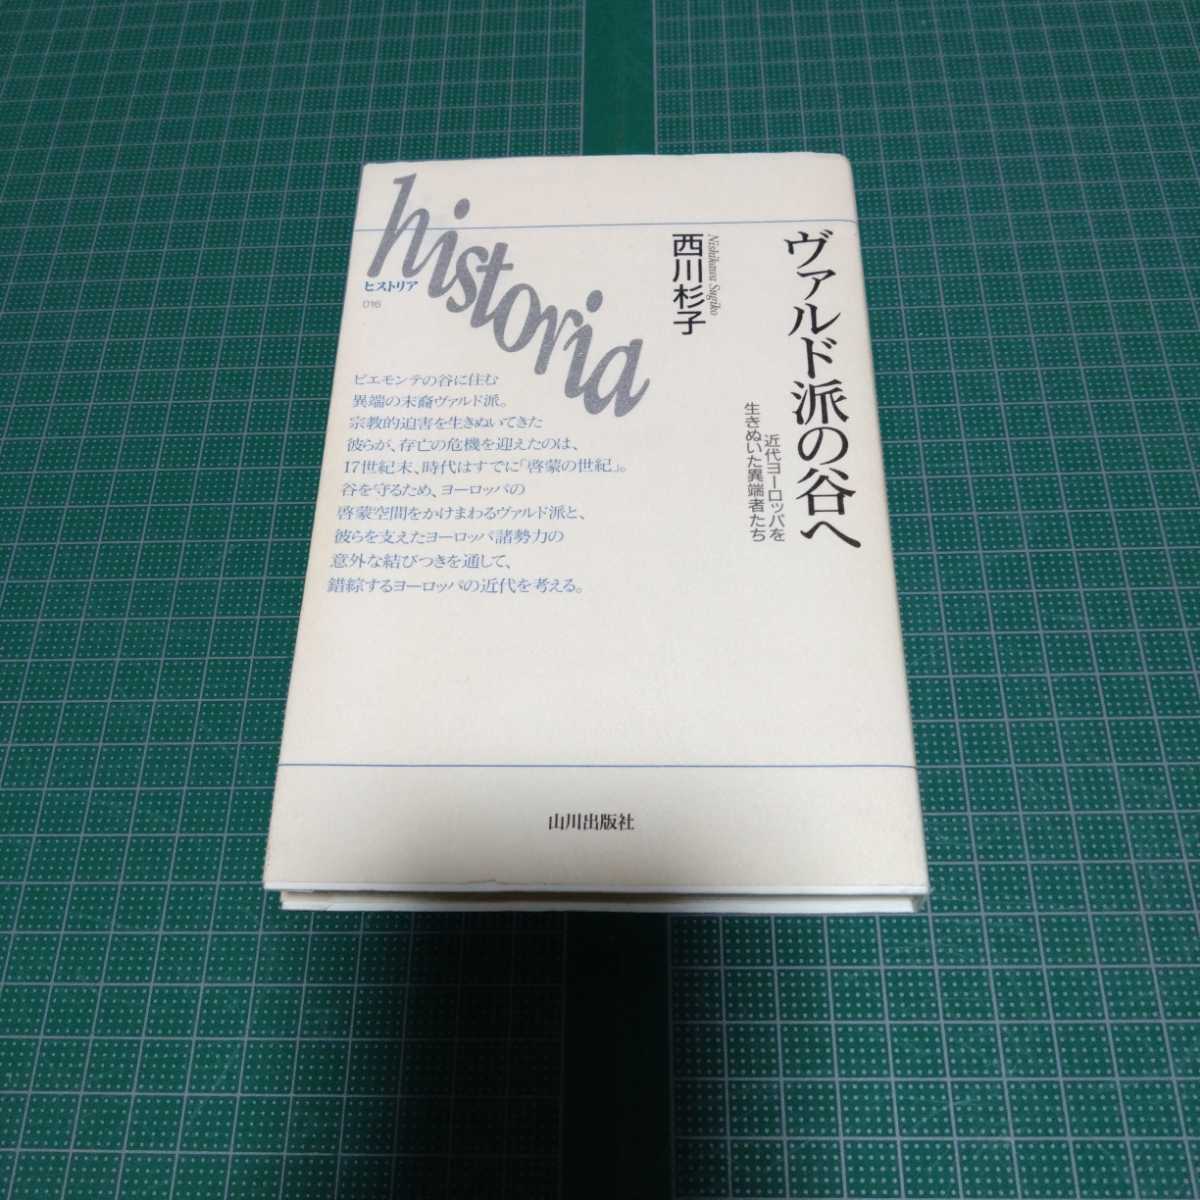 historia
ヒストリア
016
ヴァルド派の谷へ
近代ヨーロッパを
生きぬいた異端者たち
Nishikawa Sugiko
西川杉子
ピエモンテの谷に住む
異端の末裔ヴァルド派。
宗教的迫害を生きぬいてきた
彼らが、存亡の危機を迎えたのは、
17世紀末、時代はすでに「啓蒙の世紀」。
谷を守るため、ヨーロッパの
啓蒙空間をかけまわるヴァルド派と、
彼らを支えたヨーロッパ諸勢力の
意外な結びつきを通して、
錯綜するヨーロッパの近代を考える。
山川出版社